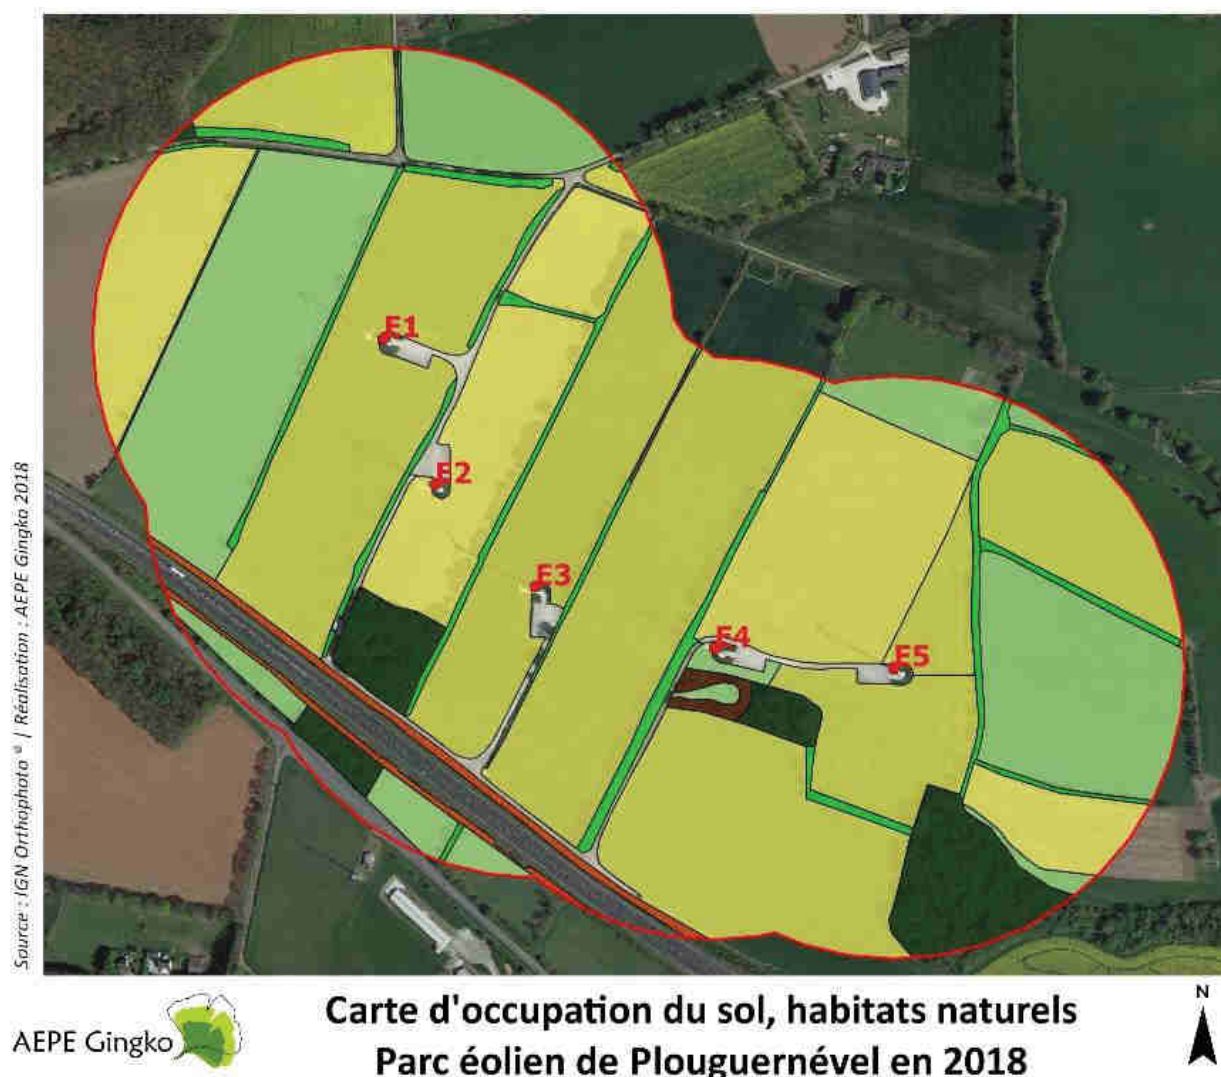 E1
E2
E3
E4
E5
Source : IGN Orthophoto ® | Réalisation : AEPE Gingko 2018
AEPE Gingko
Carte d'occupation du sol, habitats naturels
Parc éolien de Plouguernével en 2018
N